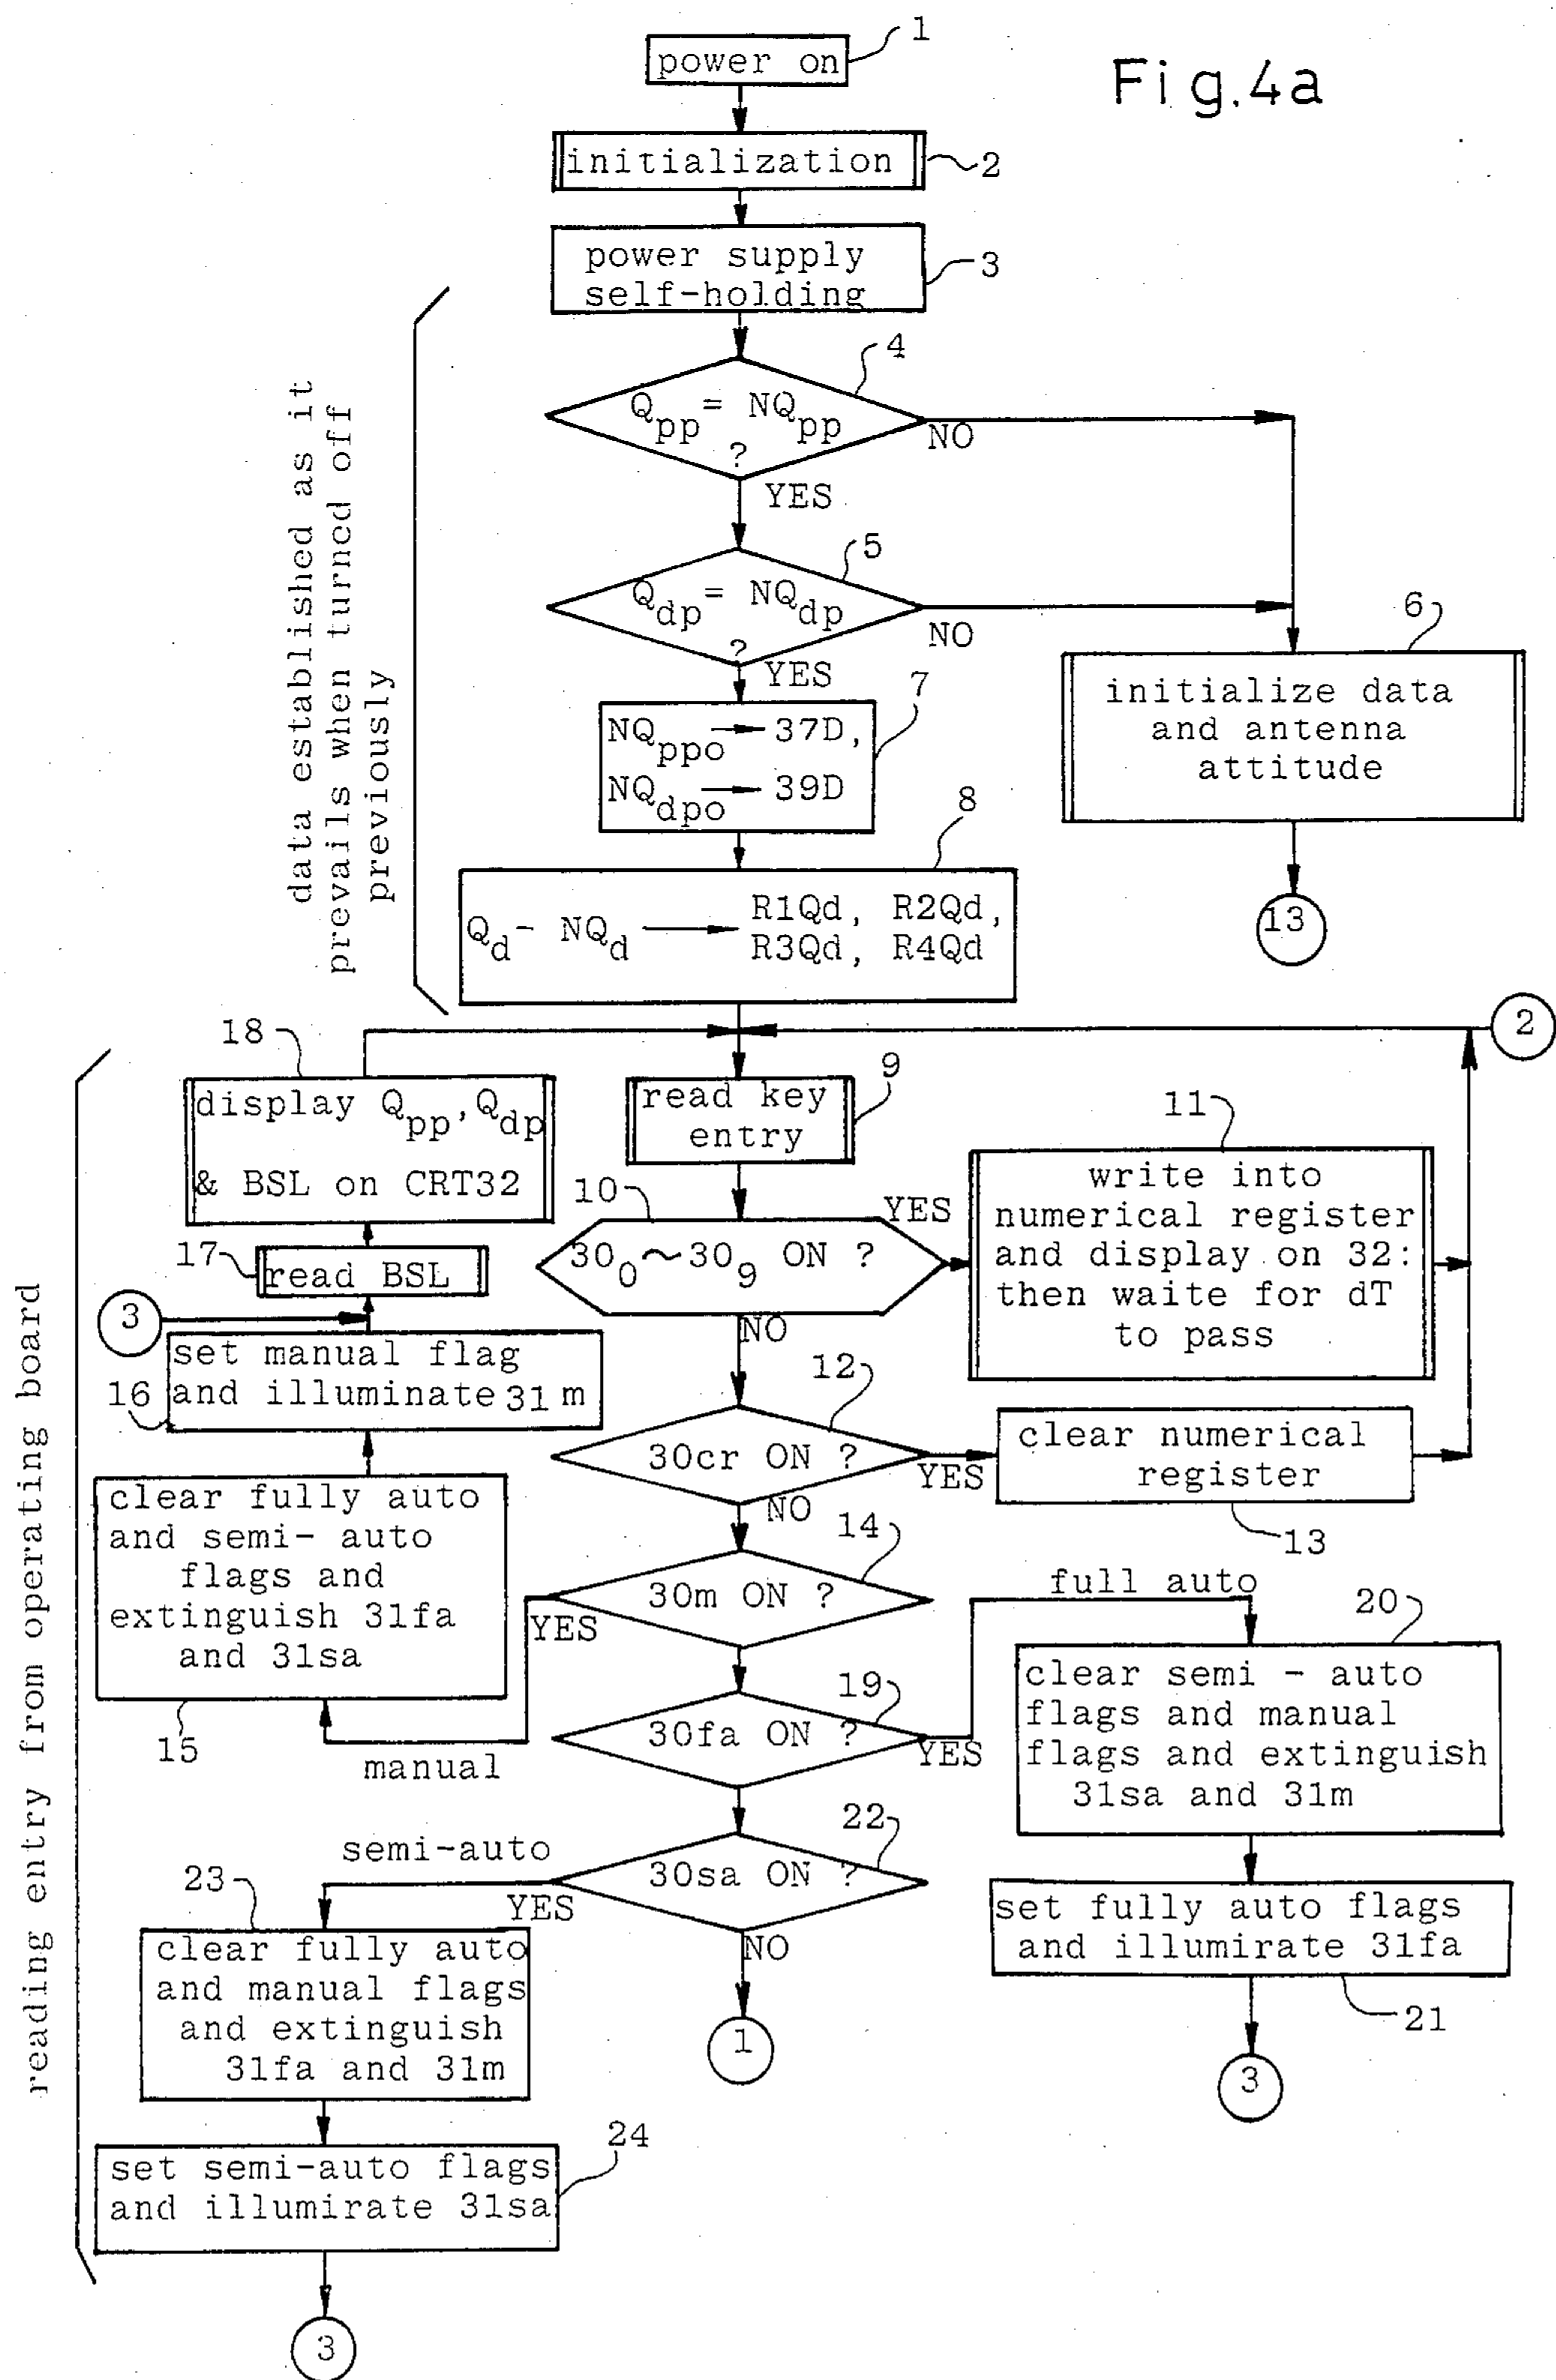 Fig.4a
power on
1
initialization
2
power supply
self-holding
3
4
Qpp = NQpp
?
NO
YES
5
Qdp = NQdp
?
NO
YES
6
initialize data
and antenna
attitude
13
7
NQppo → 37D,
NQdpo → 39D
8
Qd - NQd → R1Qd, R2Qd,
R3Qd, R4Qd
data established as it
prevails when turned off
previously
2
18
display Qpp, Qdp
& BSL on CRT32
9
read key
entry
11
write into
numerical register
and display on 32:
then waite for dT
to pass
10
30₀~30₉ ON ?
YES
NO
17
read BSL
3
set manual flag
and illuminate 31m
16
12
30cr ON ?
YES
NO
clear numerical
register
13
clear fully auto
and semi- auto
flags and
extinguish 31fa
and 31sa
15
14
30m ON ?
YES
manual
full auto
19
30fa ON ?
YES
20
clear semi - auto
flags and manual
flags and extinguish
31sa and 31m
22
30sa ON ?
semi-auto
YES
NO
1
set fully auto flags
and illumirate 31fa
21
3
23
clear fully auto
and manual flags
and extinguish
31fa and 31m
24
set semi-auto flags
and illumirate 31sa
3
reading entry from operating board